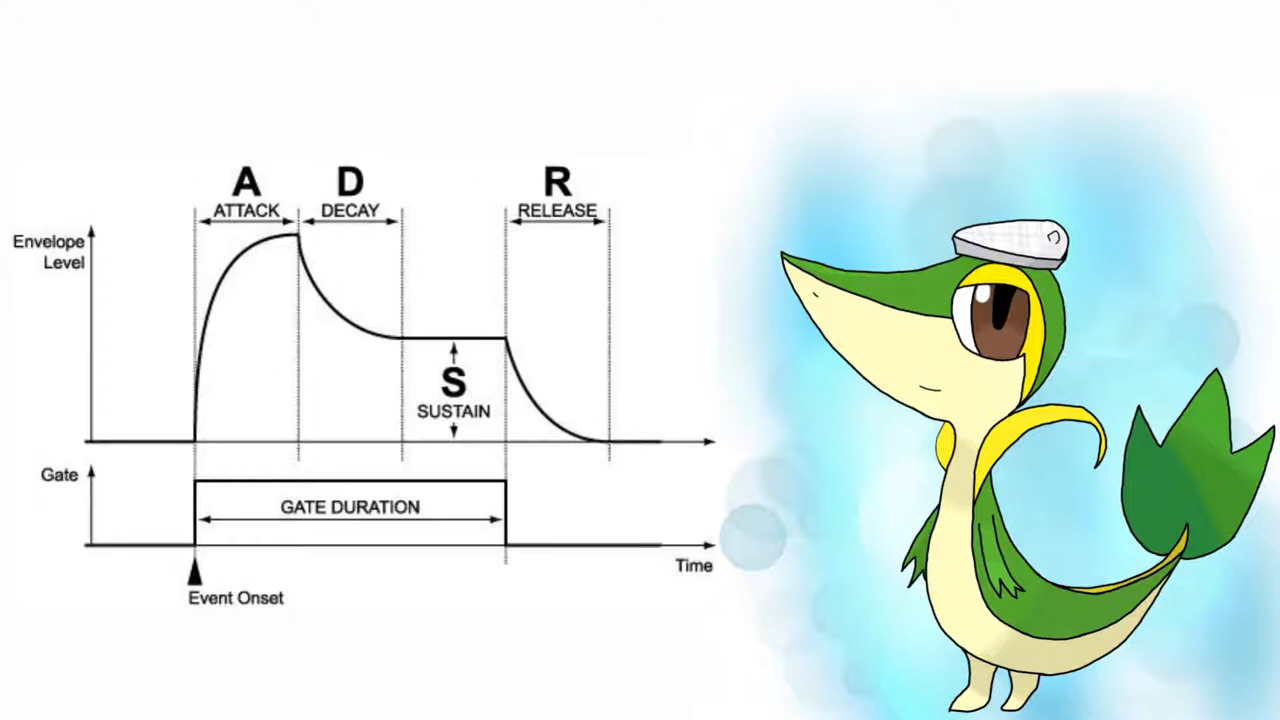 A
D
R
ATTACK
DECAY
RELEASE
Envelope
Level
S
SUSTAIN
Gate
GATE DURATION
Time
Event Onset